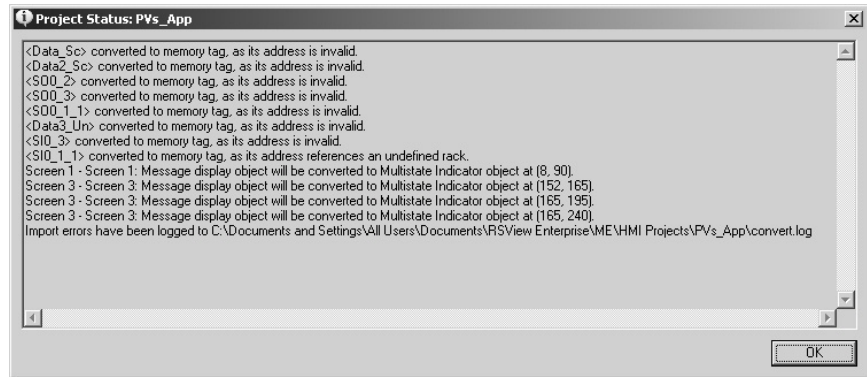 Project Status: PVs_App
<Data_Sc> converted to memory tag, as its address is invalid.
<Data2_Sc> converted to memory tag, as its address is invalid.
<SO0_2> converted to memory tag, as its address is invalid.
<SO0_3> converted to memory tag, as its address is invalid.
<SO0_1_1> converted to memory tag, as its address is invalid.
<Data3_Un> converted to memory tag, as its address is invalid.
<SI0_3> converted to memory tag, as its address is invalid.
<SI0_1_1> converted to memory tag, as its address references an undefined rack.
Screen 1 - Screen 1: Message display object will be converted to Multistate Indicator object at (8, 90).
Screen 3 - Screen 3: Message display object will be converted to Multistate Indicator object at (152, 165).
Screen 3 - Screen 3: Message display object will be converted to Multistate Indicator object at (165, 195).
Screen 3 - Screen 3: Message display object will be converted to Multistate Indicator object at (165, 240).
Import errors have been logged to C:\Documents and Settings\All Users\Documents\RSView Enterprise\ME\HMI Projects\PVs_App\convert.log
OK